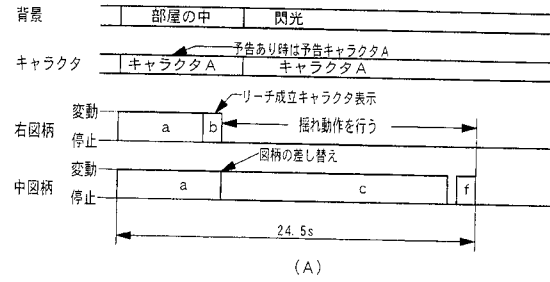 背景
部屋の中
閃光
予告あり時は予告キャラクタA
キャラクタ
キャラクタA
キャラクタA
リーチ成立キャラクタ表示
変動
右図柄
a
b
揺れ動作を行う
停止
図柄の差し替え
変動
中図柄
a
c
f
停止
24.5s
(A)